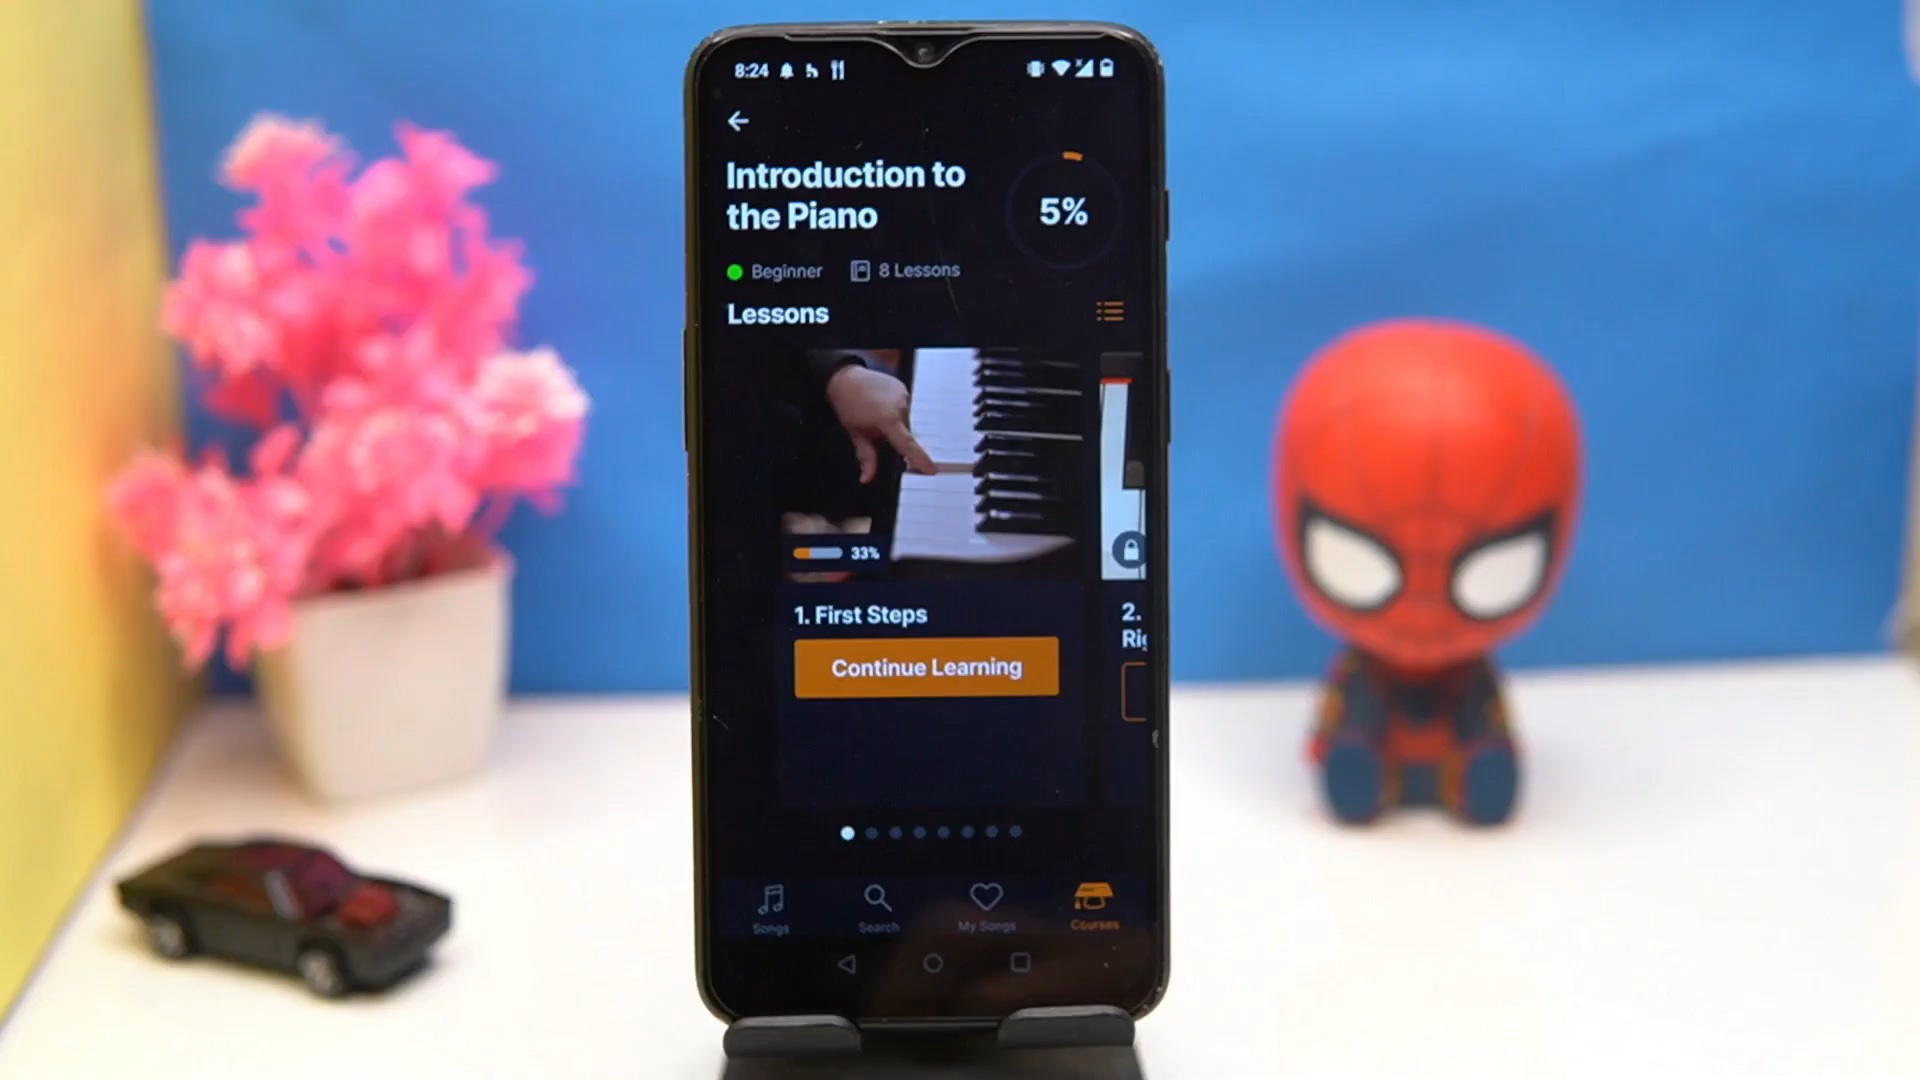 8:24
Introduction to
the Piano
5%
Beginner
8 Lessons
Lessons
33%
1. First Steps
2.
Continue Learning
Songs
Search
My Songs
Courses